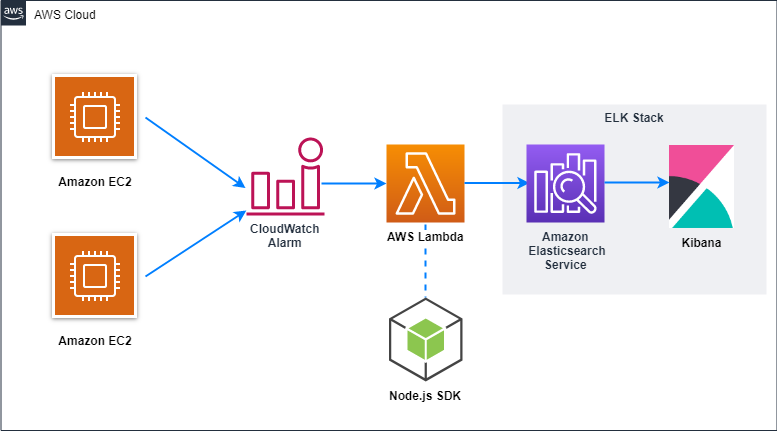 aws
AWS Cloud
ELK Stack
Amazon EC2
CloudWatch
Alarm
AWS Lambda
Amazon
Elasticsearch
Service
Kibana
Amazon EC2
Node.js SDK